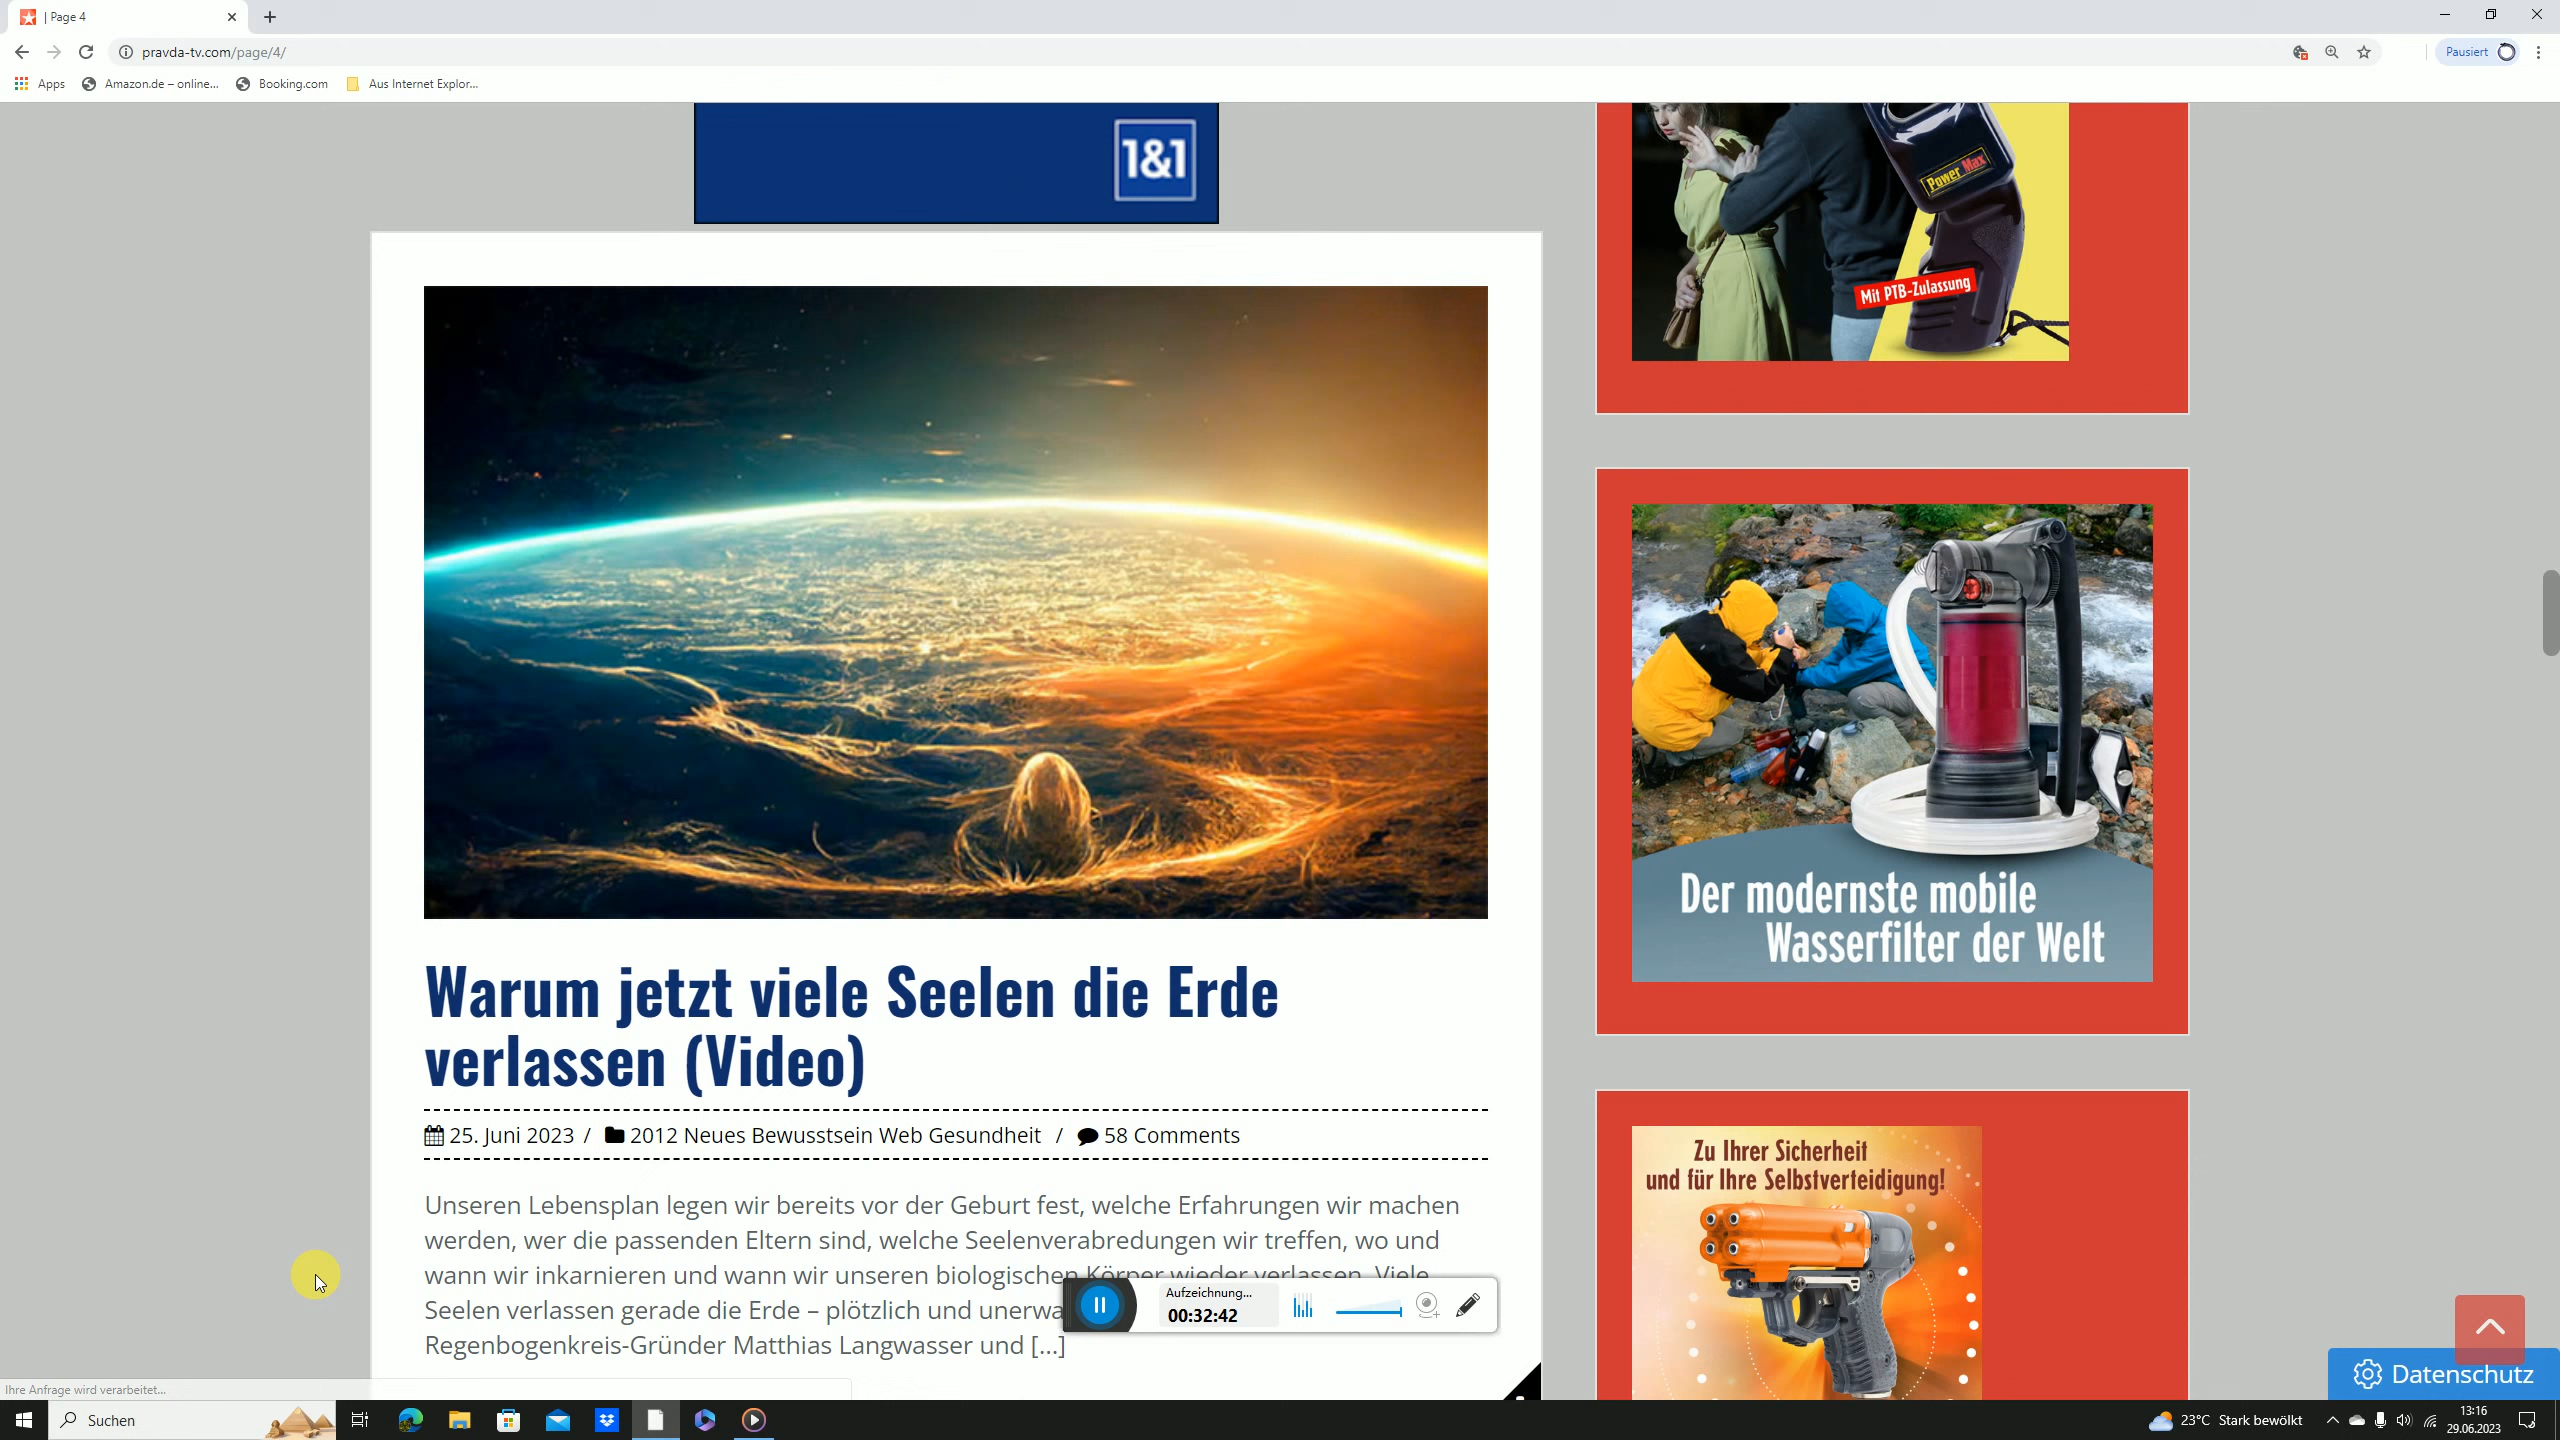 | Page 4
pravda-tv.com/page/4/
Pausiert
Apps
Amazon.de – online...
Booking.com
Aus Internet Explor...
1&1
Power Max
Mit PTB-Zulassung
Der modernste mobile
Wasserfilter der Welt
Warum jetzt viele Seelen die Erde
verlassen (Video)
25. Juni 2023 / 2012 Neues Bewusstsein Web Gesundheit / 58 Comments
Unseren Lebensplan legen wir bereits vor der Geburt fest, welche Erfahrungen wir machen
werden, wer die passenden Eltern sind, welche Seelenverabredungen wir treffen, wo und
wann wir inkarnieren und wann wir unseren biologischen Körper wieder verlassen. Viele
Seelen verlassen gerade die Erde – plötzlich und unerwa
Regenbogenkreis-Gründer Matthias Langwasser und [...]
Aufzeichnung...
00:32:42
Zu Ihrer Sicherheit
und für Ihre Selbstverteidigung!
Datenschutz
Ihre Anfrage wird verarbeitet...
Suchen
23°C Stark bewölkt
13:16
29.06.2023